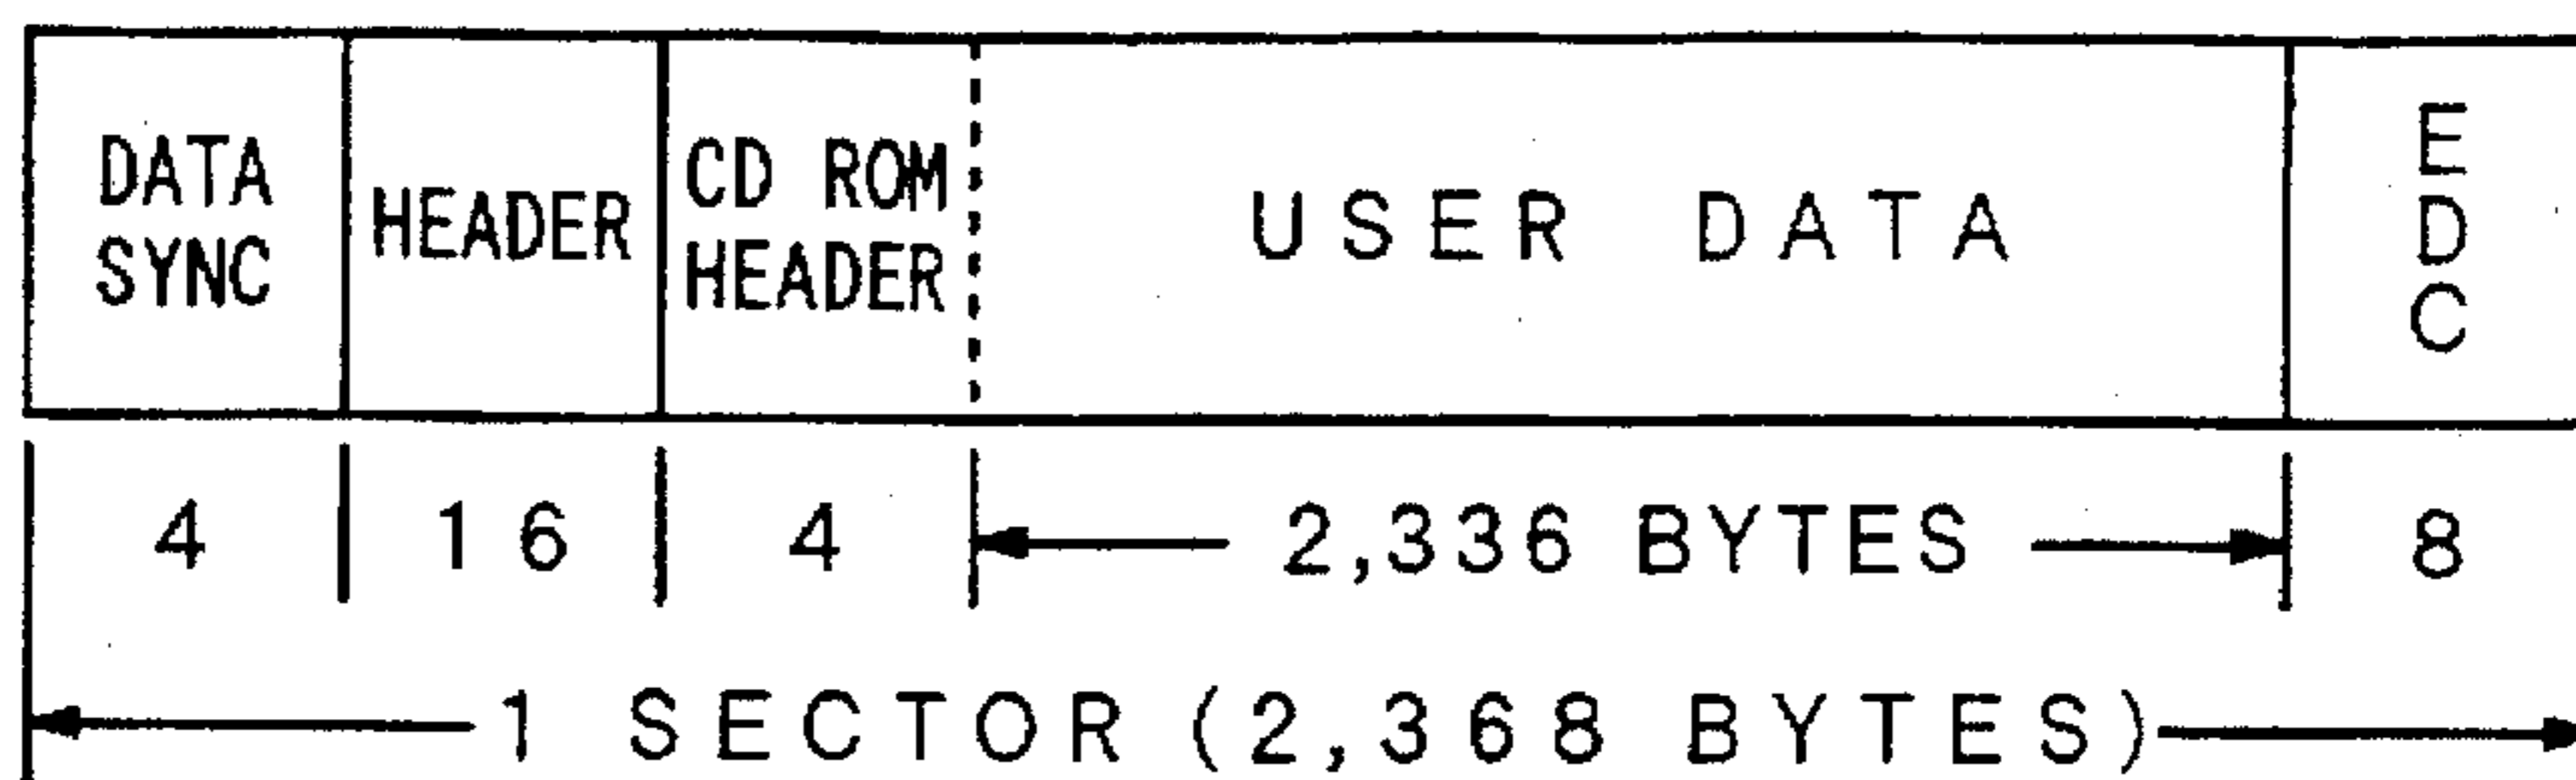 DATA
SYNC
HEADER
CD ROM
HEADER
USER DATA
E
D
C
4
16
4
2,336 BYTES
8
1 SECTOR (2,368 BYTES)